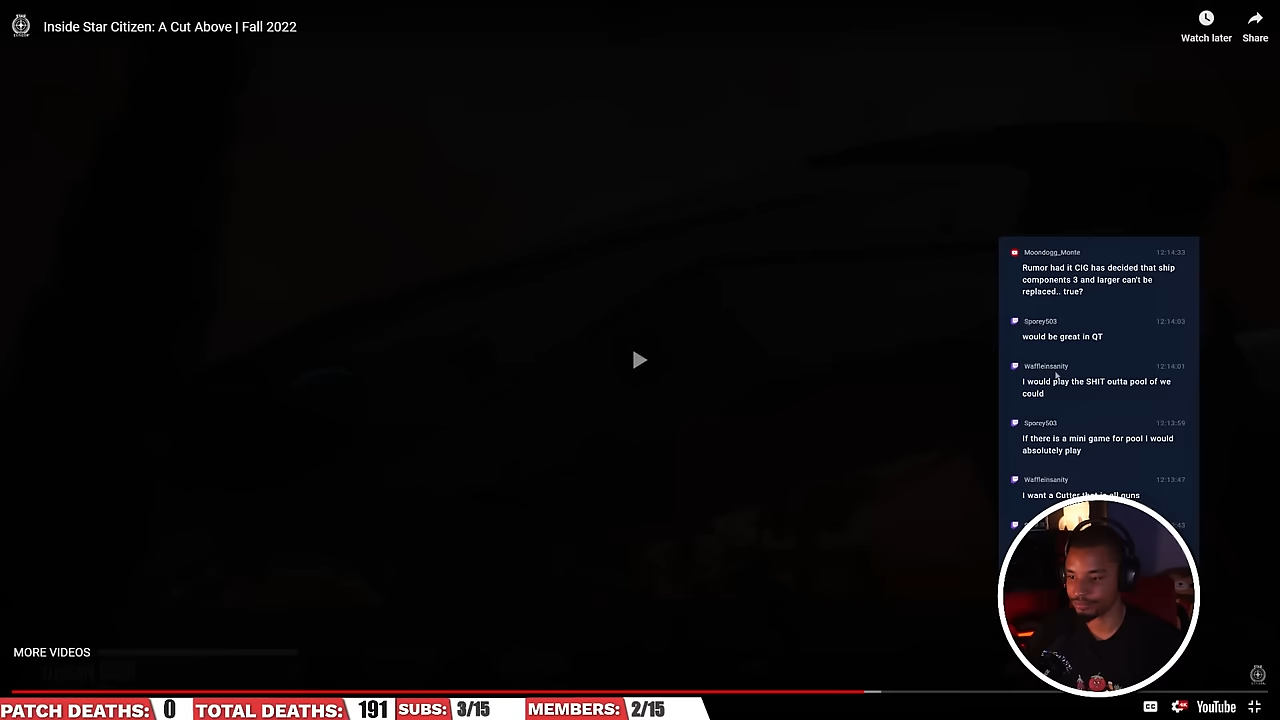 Inside Star Citizen: A Cut Above | Fall 2022
Watch later
Share
Moondogg_Monte 12:14:33
Rumor had it CIG has decided that ship
components 3 and larger can't be
replaced.. true?
Sporey503 12:14:03
would be great in QT
Waffleinsanity 12:14:01
I would play the SHIT outta pool of we
could
Sporey503 12:13:59
If there is a mini game for pool I would
absolutely play
Waffleinsanity 12:13:47
I want a Cutter that is all guns
MORE VIDEOS
PATCH DEATHS: 0 TOTAL DEATHS: 191 SUBS: 3/15 MEMBERS: 2/15
CC 4K YouTube